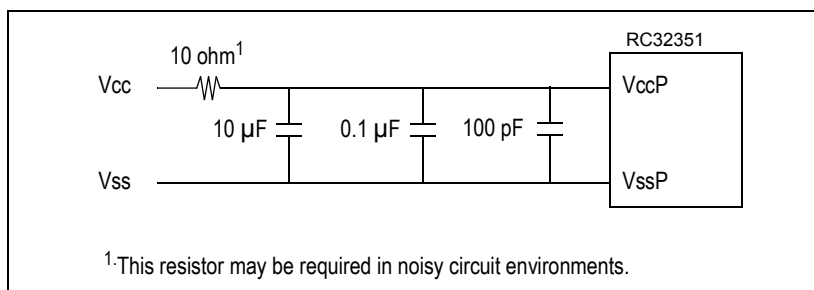 RC32351
10 ohm1
Vcc
VccP
10 µF
0.1 µF
100 pF
Vss
VssP
1.This resistor may be required in noisy circuit environments.